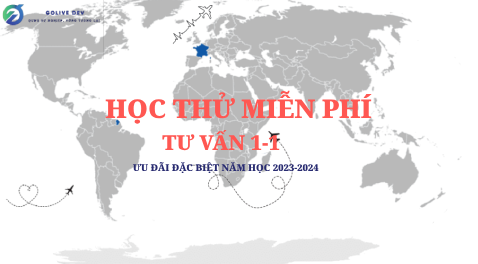 GOLIVE DEV
HỌC THỬ MIỄN PHÍ
TƯ VẤN 1-1
ƯU ĐÃI ĐẶC BIỆT NĂM HỌC 2023-2024